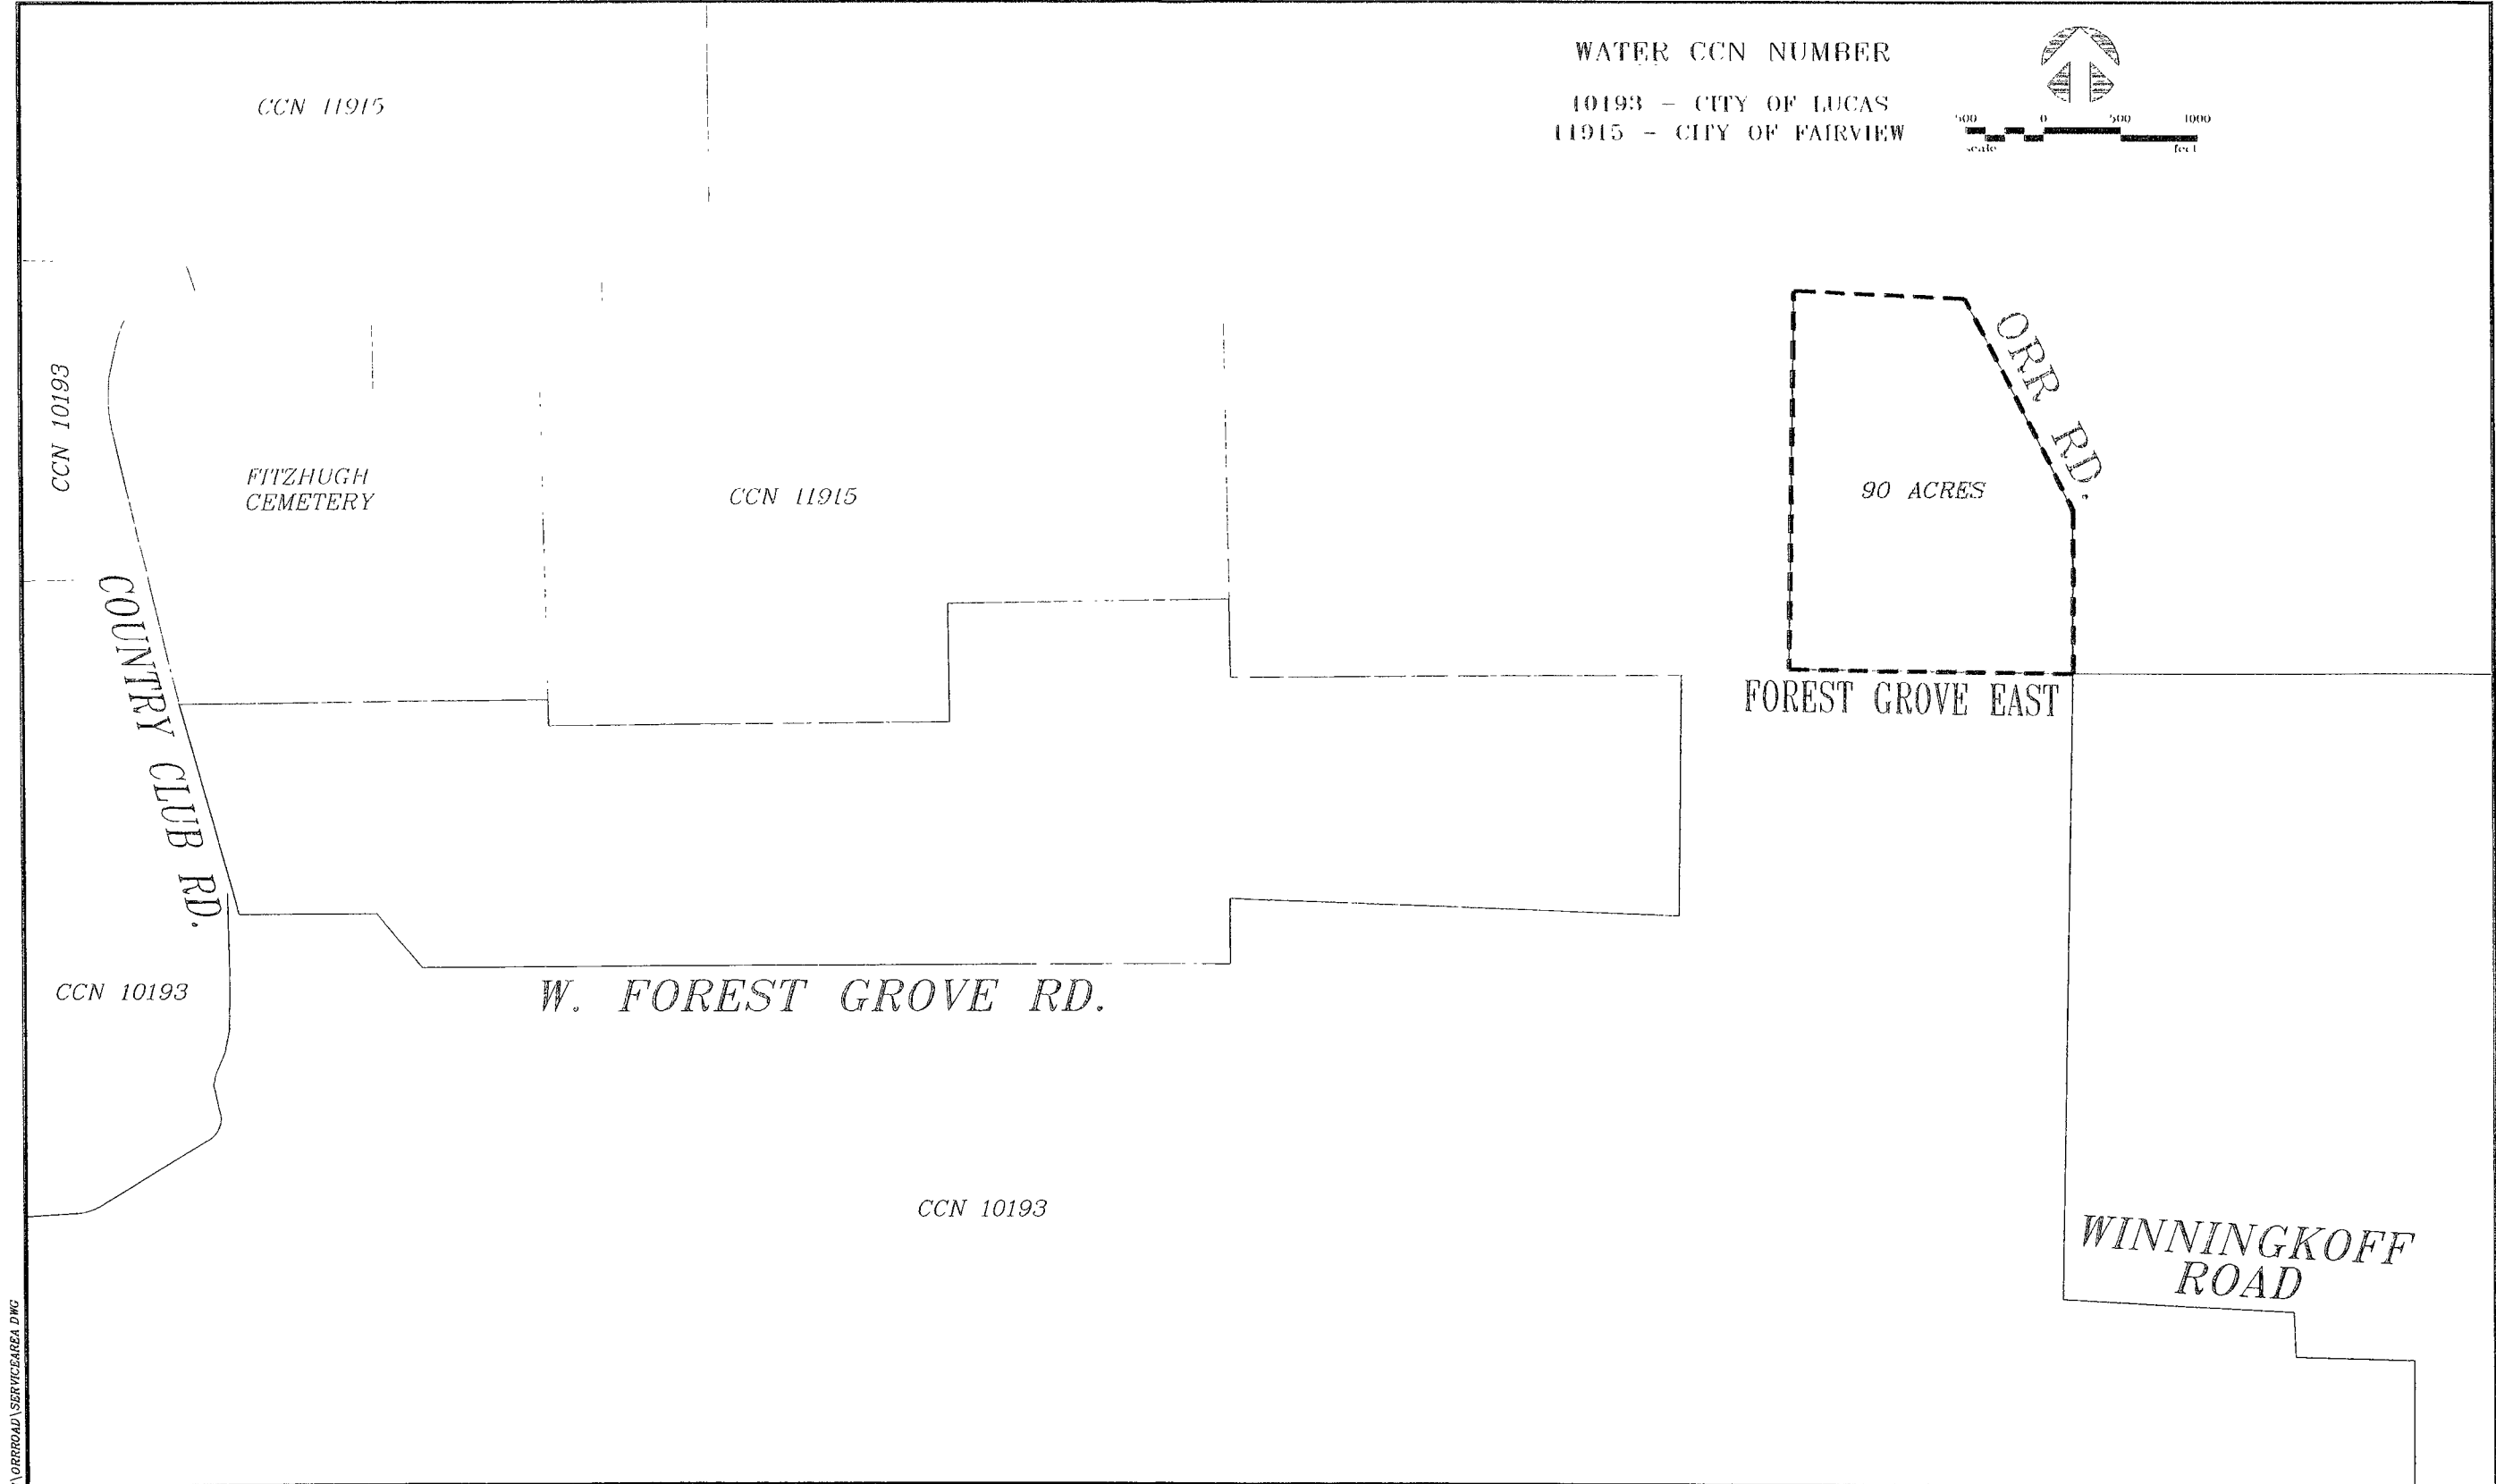 WATER CCN NUMBER
10193 - CITY OF LUCAS
11915 - CITY OF FAIRVIEW
500 0 500 1000
scale feet
CCN 11915
CCN 10193
FITZHUGH
CEMETERY
CCN 11915
ORR RD.
90 ACRES
COUNTRY CLUB RD.
FOREST GROVE EAST
CCN 10193
W. FOREST GROVE RD.
CCN 10193
WINNINGKOFF
ROAD
\ORRROAD\SERVICEAREA DWG